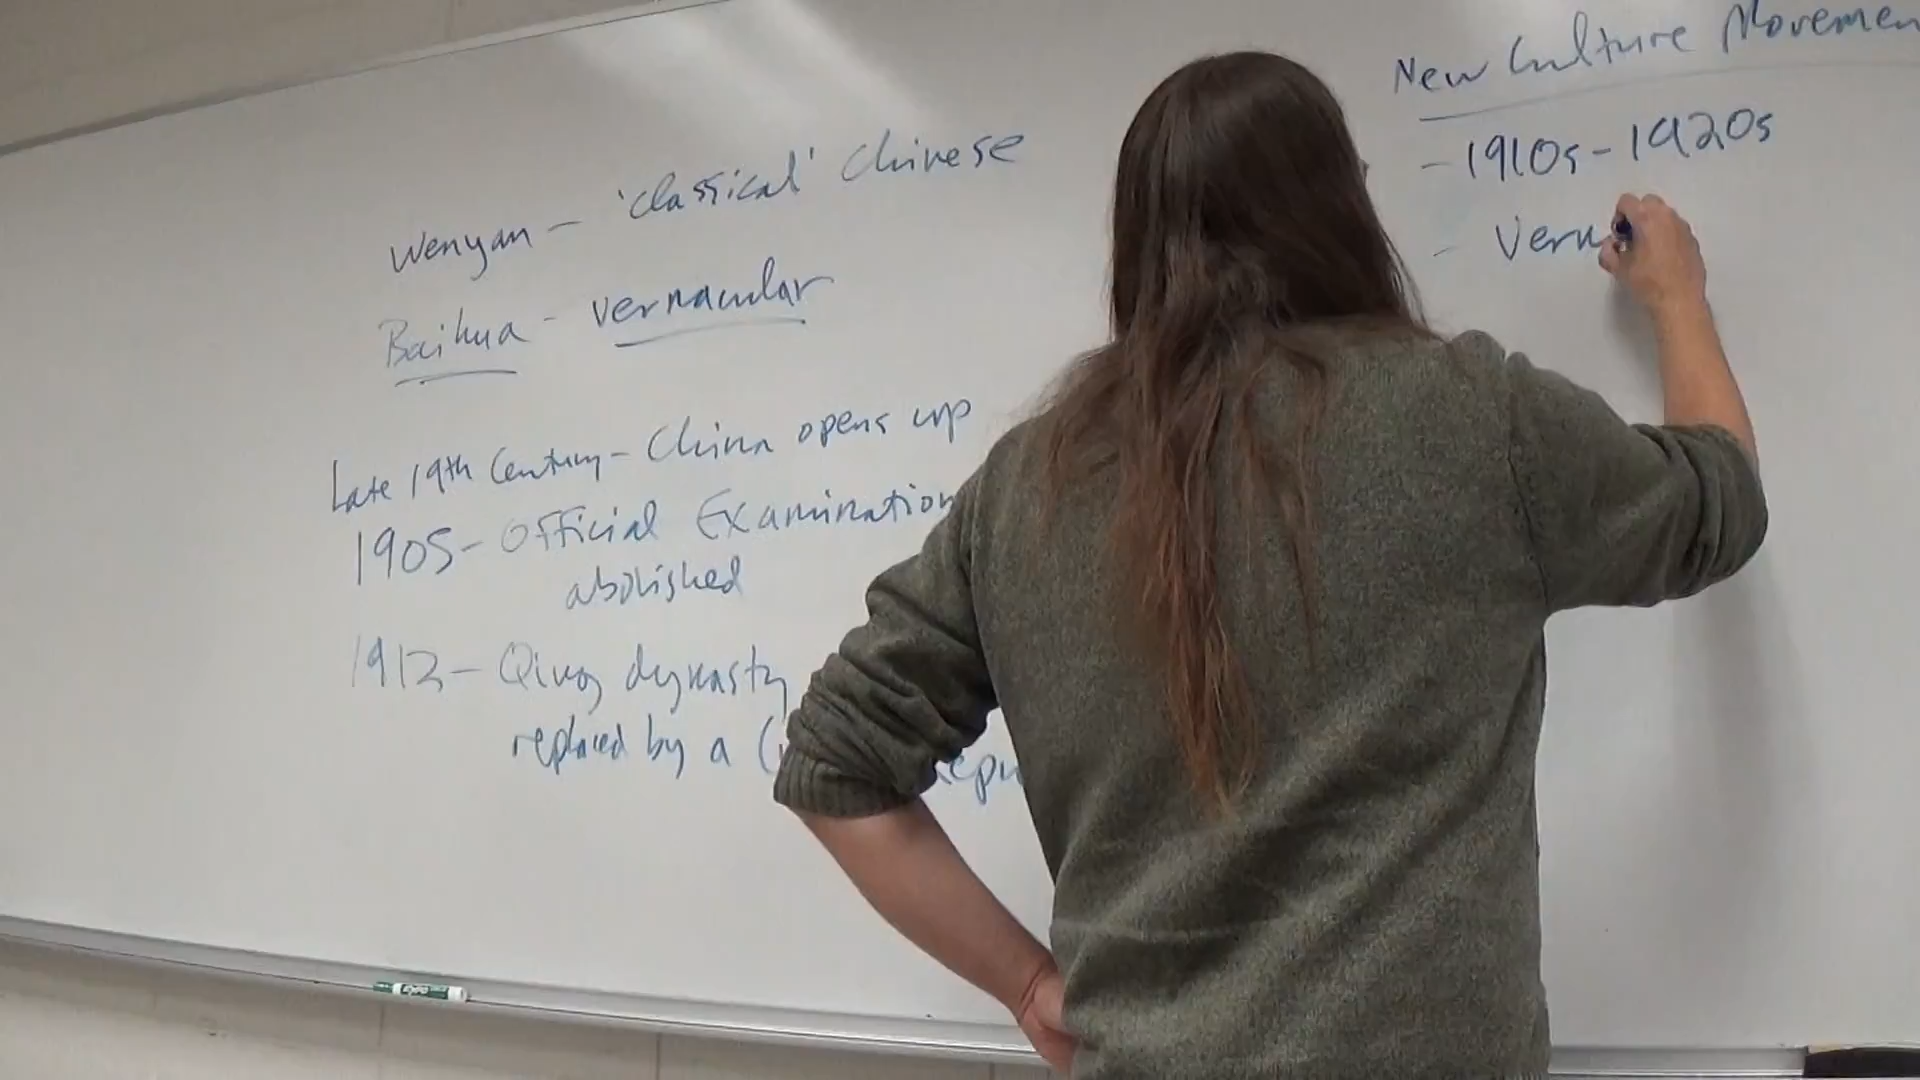 Wenyan - 'classical' Chinese
Baihua - vernacular
Late 19th Century - China opens up
1905 - Official Examination
abolished
1912 - Qing dynasty
replaced by a
New Culture Movemen
- 1910s - 1920s
- Vern
EXPO